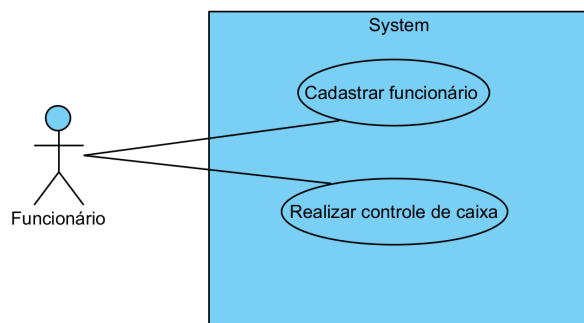 System
Cadastrar funcionário
Funcionário
Realizar controle de caixa